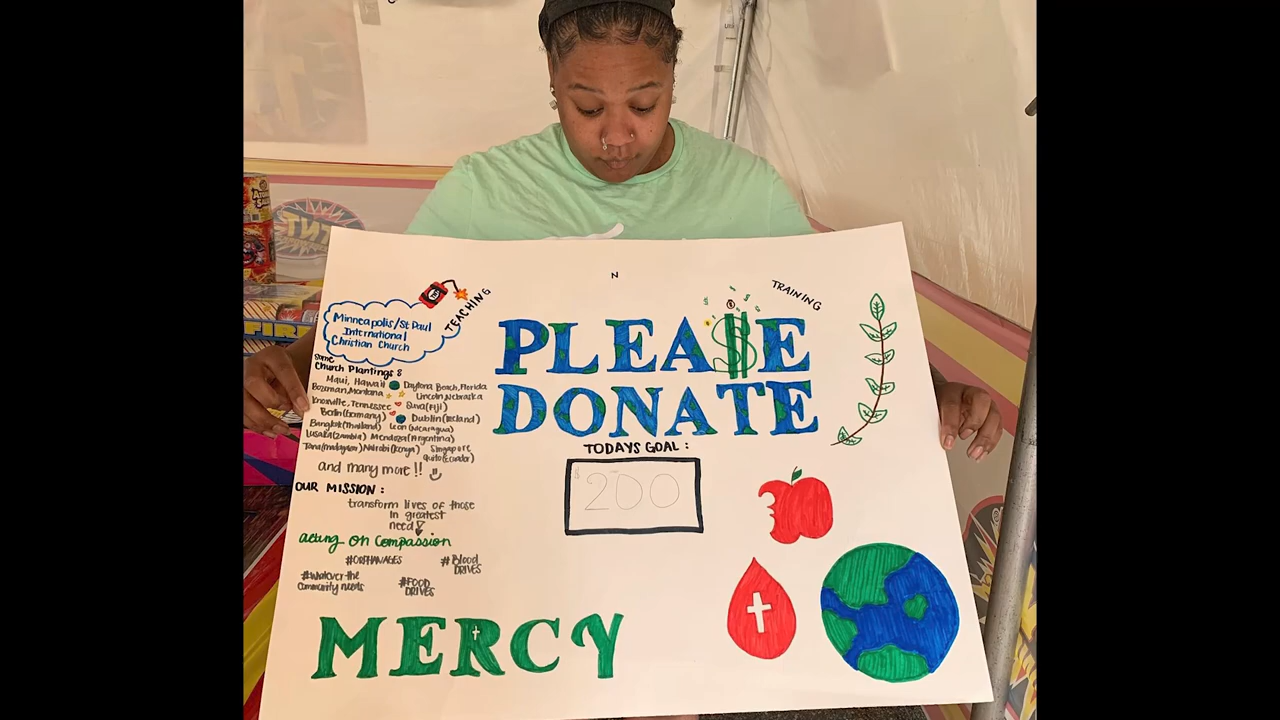 N
TEACHING
TRAINING
Minneapolis/St Paul
International
Christian Church
PLEA$E
DONATE
TODAYS GOAL:
$200
Some
Church Plantings:
Maui, Hawaii Daytona Beach, Florida
Bozeman, Montana Lincoln, Nebraska
Knoxville, Tennessee Suva (Fiji)
Berlin (Germany) Dublin (Ireland)
Bangkok (Thailand) Leon (Nicaragua)
Lusaka (Zambia) Mendoza (Argentina)
Nairobi (Kenya) Singapore
Quito (Ecuador)
and many more!!
OUR MISSION:
transform lives of those
in greatest
need!
acting on Compassion
#ORPHANAGES #Blood
DRIVES
#Whatever the
community needs
#FOOD
DRIVES
MERCY
TNT
FIRE